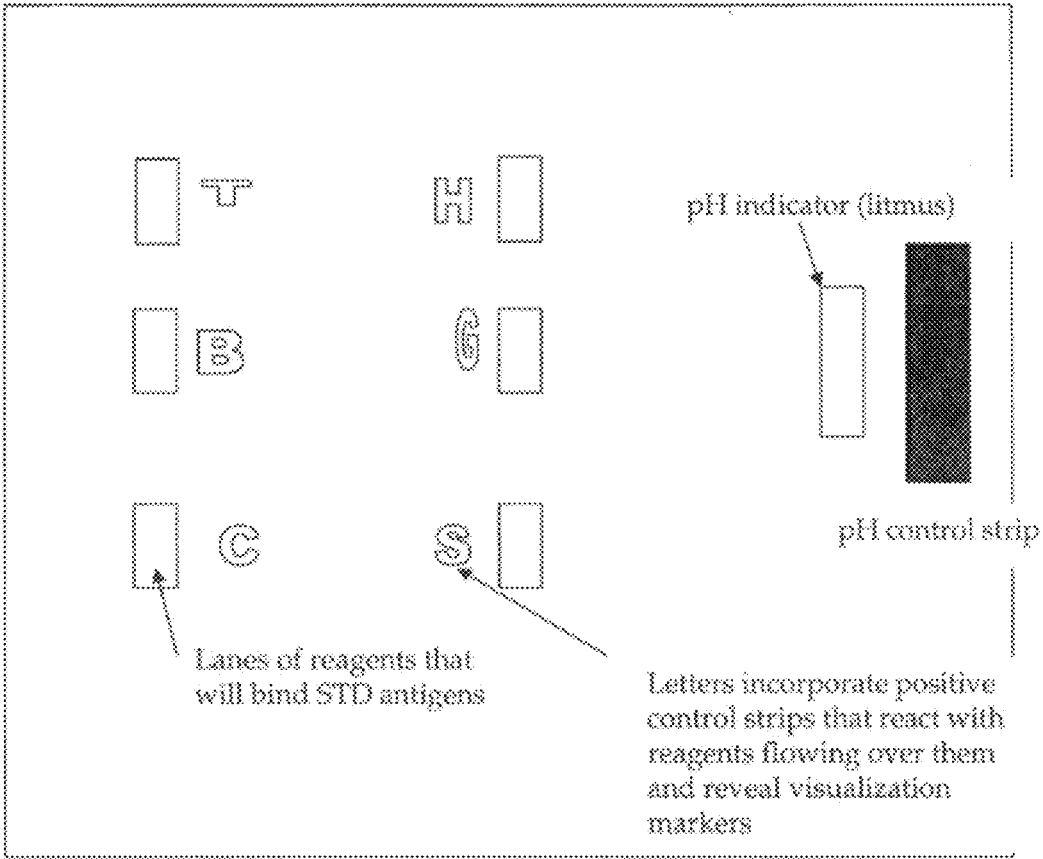 T H
pH indicator (litmus)
B G
C S
pH control strip
Lanes of reagents that
will bind STD antigens
Letters incorporate positive
control strips that react with
reagents flowing over them
and reveal visualization
markers